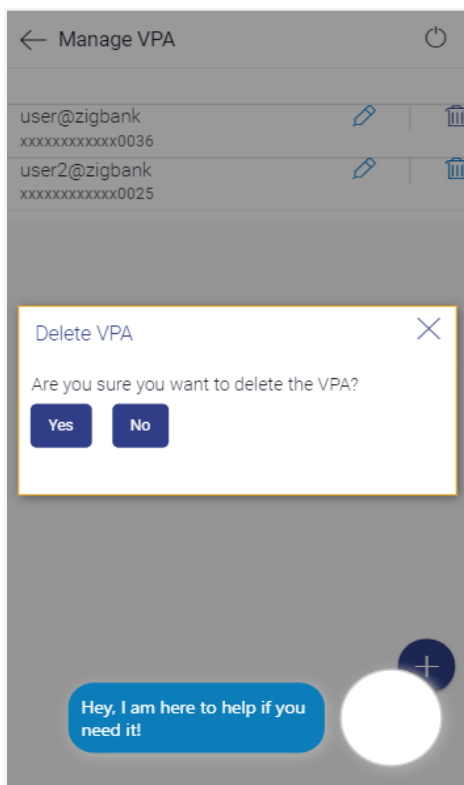 Manage VPA
user@zigbank
xxxxxxxxxxxx0036
user2@zigbank
xxxxxxxxxxxx0025
Delete VPA
Are you sure you want to delete the VPA?
Yes No
Hey, I am here to help if you
need it!